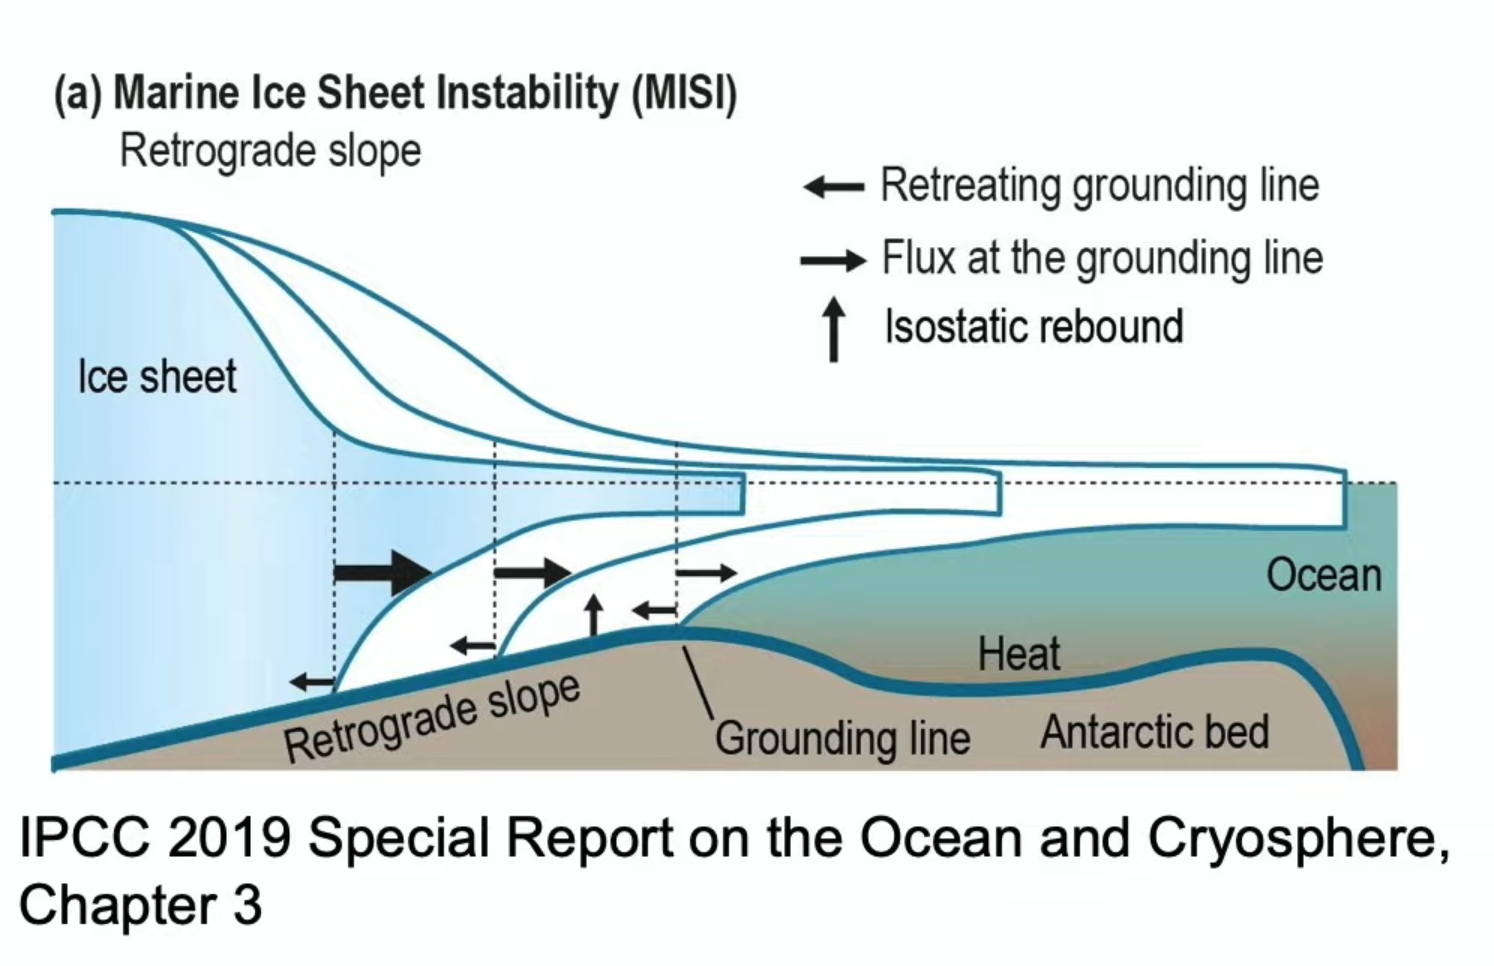 (a) Marine Ice Sheet Instability (MISI)
Retrograde slope
Retreating grounding line
Flux at the grounding line
Isostatic rebound
Ice sheet
Ocean
Heat
Retrograde slope
Grounding line
Antarctic bed
IPCC 2019 Special Report on the Ocean and Cryosphere,
Chapter 3